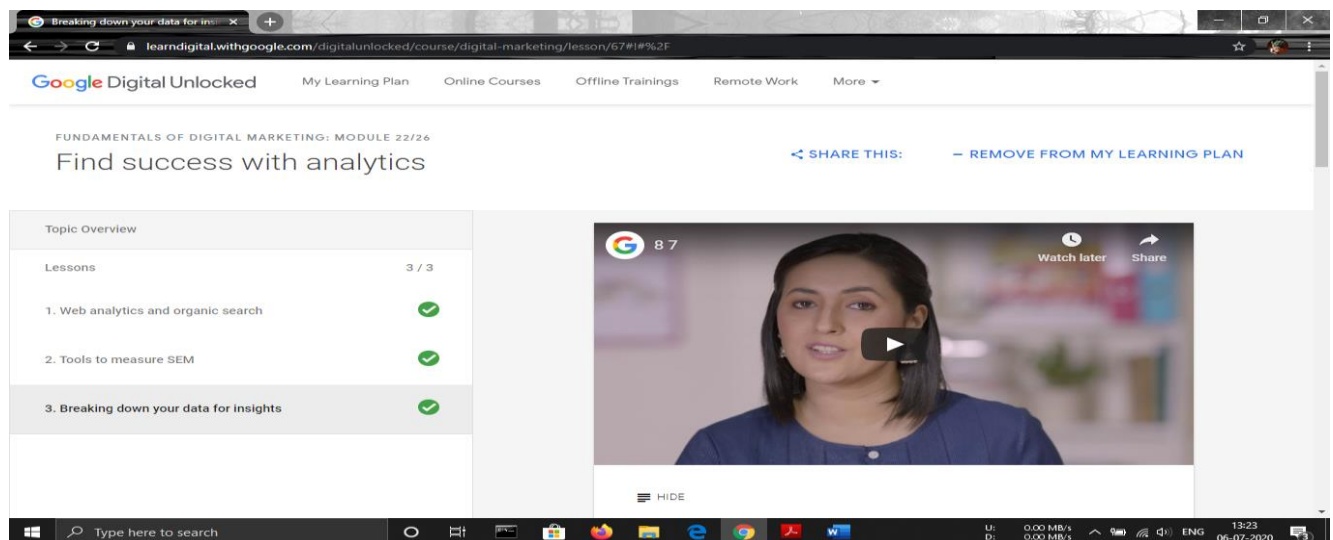 Breaking down your data for ins
learndigital.withgoogle.com/digitalunlocked/course/digital-marketing/lesson/67#!#%2F
Google Digital Unlocked My Learning Plan Online Courses Offline Trainings Remote Work More
FUNDAMENTALS OF DIGITAL MARKETING: MODULE 22/26
Find success with analytics
SHARE THIS: – REMOVE FROM MY LEARNING PLAN
Topic Overview
Lessons 3 / 3
1. Web analytics and organic search
2. Tools to measure SEM
3. Breaking down your data for insights
8 7
Watch later Share
HIDE
Type here to search
U: 0.00 MB/s
D: 0.00 MB/s
ENG
13:23
06-07-2020
3